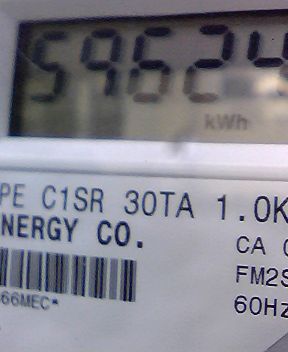 59624
kWh
PE C1SR 30TA 1.0K
NERGY CO.
CA
FM2S
66MEC*
60Hz